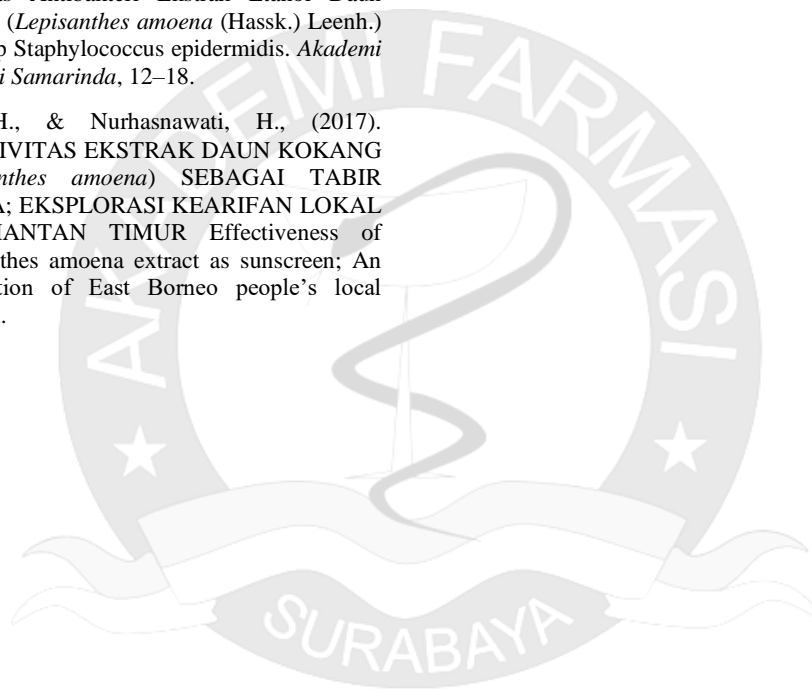 Antibakteri Ekstrak Etanol Daun
(Lepisanthes amoena (Hassk.) Leenh.)
p Staphylococcus epidermidis. Akademi
i Samarinda, 12–18.
H., & Nurhasnawati, H., (2017).
IVITAS EKSTRAK DAUN KOKANG
nthes amoena) SEBAGAI TABIR
A; EKSPLORASI KEARIFAN LOKAL
MANTAN TIMUR Effectiveness of
nthes amoena extract as sunscreen; An
tion of East Borneo people's local
.
AKADEMI FARMASI
SURABAYA